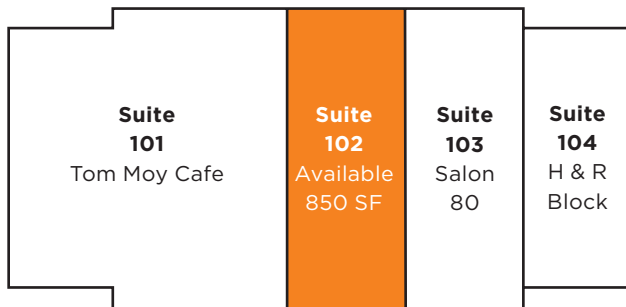 Suite
101
Tom Moy Cafe
Suite
102
Available
850 SF
Suite
103
Salon
80
Suite
104
H & R
Block